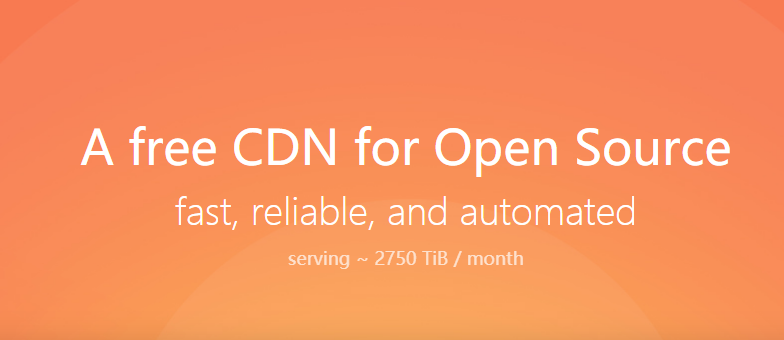 A free CDN for Open Source
fast, reliable, and automated
serving ~ 2750 TiB / month